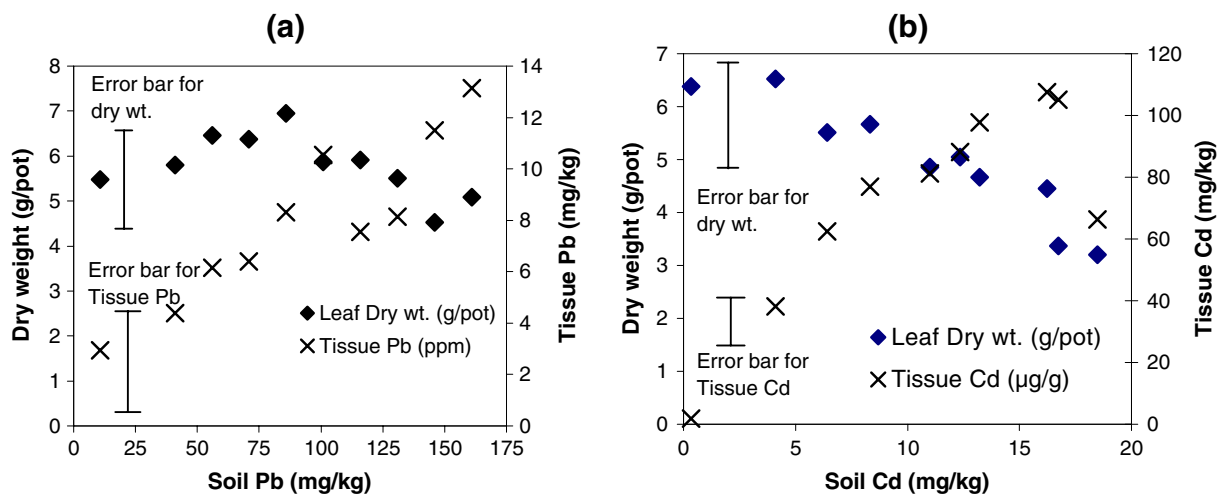 (a)
8
7
6
5
4
3
2
1
0
Dry weight (g/pot)
Error bar for
dry wt.
Error bar for
Tissue Pb
Leaf Dry wt. (g/pot)
Tissue Pb (ppm)
14
12
10
8
6
4
2
0
Tissue Pb (mg/kg)
0 25 50 75 100 125 150 175
Soil Pb (mg/kg)
(b)
7
6
5
4
3
2
1
0
Dry weight (g/pot)
Error bar for
dry wt.
Error bar for
Tissue Cd
Leaf Dry wt. (g/pot)
Tissue Cd (µg/g)
120
100
80
60
40
20
0
Tissue Cd (mg/kg)
0 5 10 15 20
Soil Cd (mg/kg)